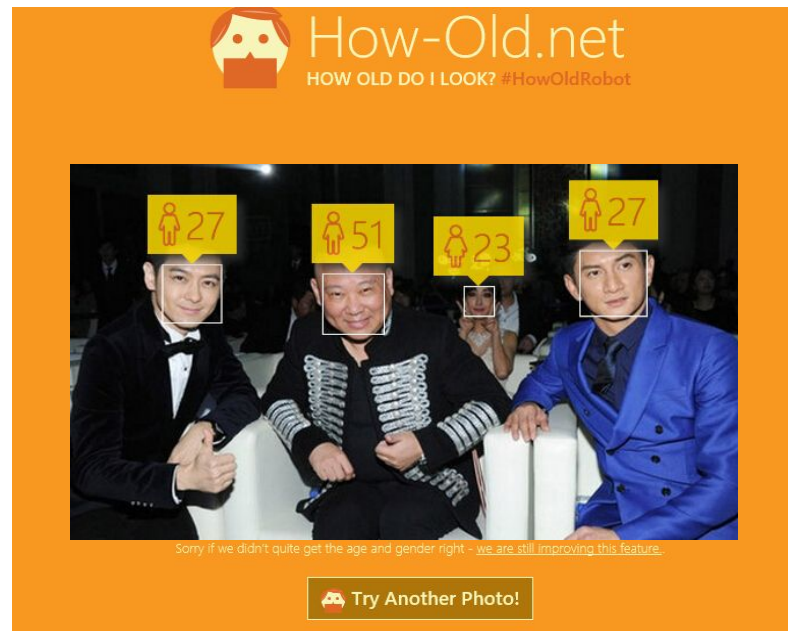 How-Old.net
HOW OLD DO I LOOK? #HowOldRobot
27
51
23
27
Sorry if we didn't quite get the age and gender right - we are still improving this feature.
Try Another Photo!